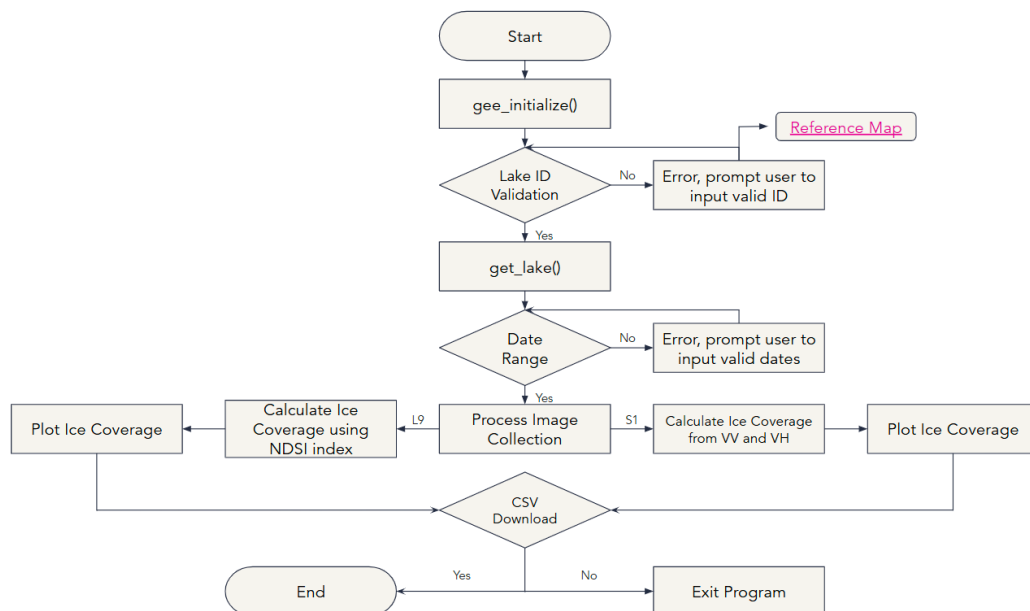 Start
gee_initialize()
Reference Map
Lake ID
Validation
No
Error, prompt user to
input valid ID
Yes
get_lake()
Date
Range
No
Error, prompt user to
input valid dates
Yes
Plot Ice Coverage
Calculate Ice
Coverage using
NDSI index
L9
Process Image
Collection
S1
Calculate Ice Coverage
from VV and VH
Plot Ice Coverage
CSV
Download
Yes
No
End
Exit Program